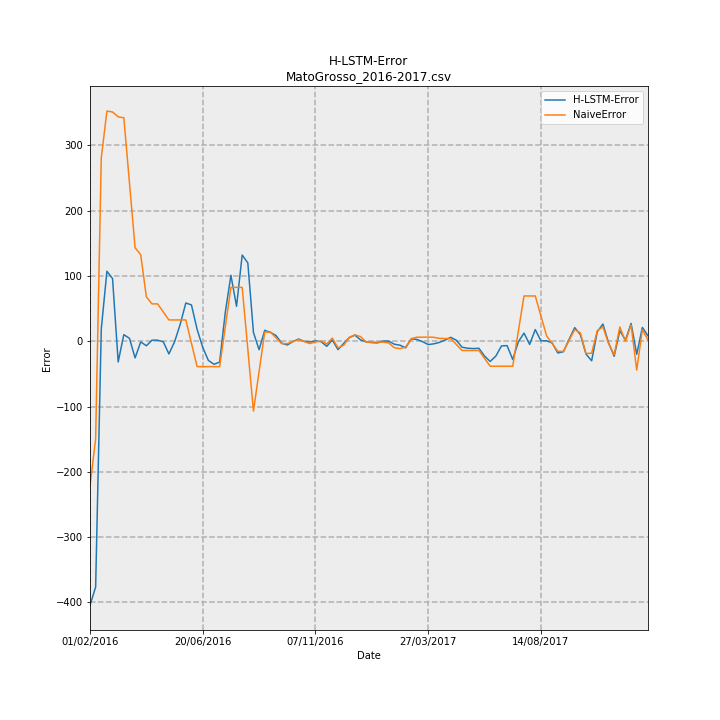 H-LSTM-Error
MatoGrosso_2016-2017.csv
H-LSTM-Error
NaiveError
300
200
100
0
−100
−200
−300
−400
Error
01/02/2016 20/06/2016 07/11/2016 27/03/2017 14/08/2017
Date